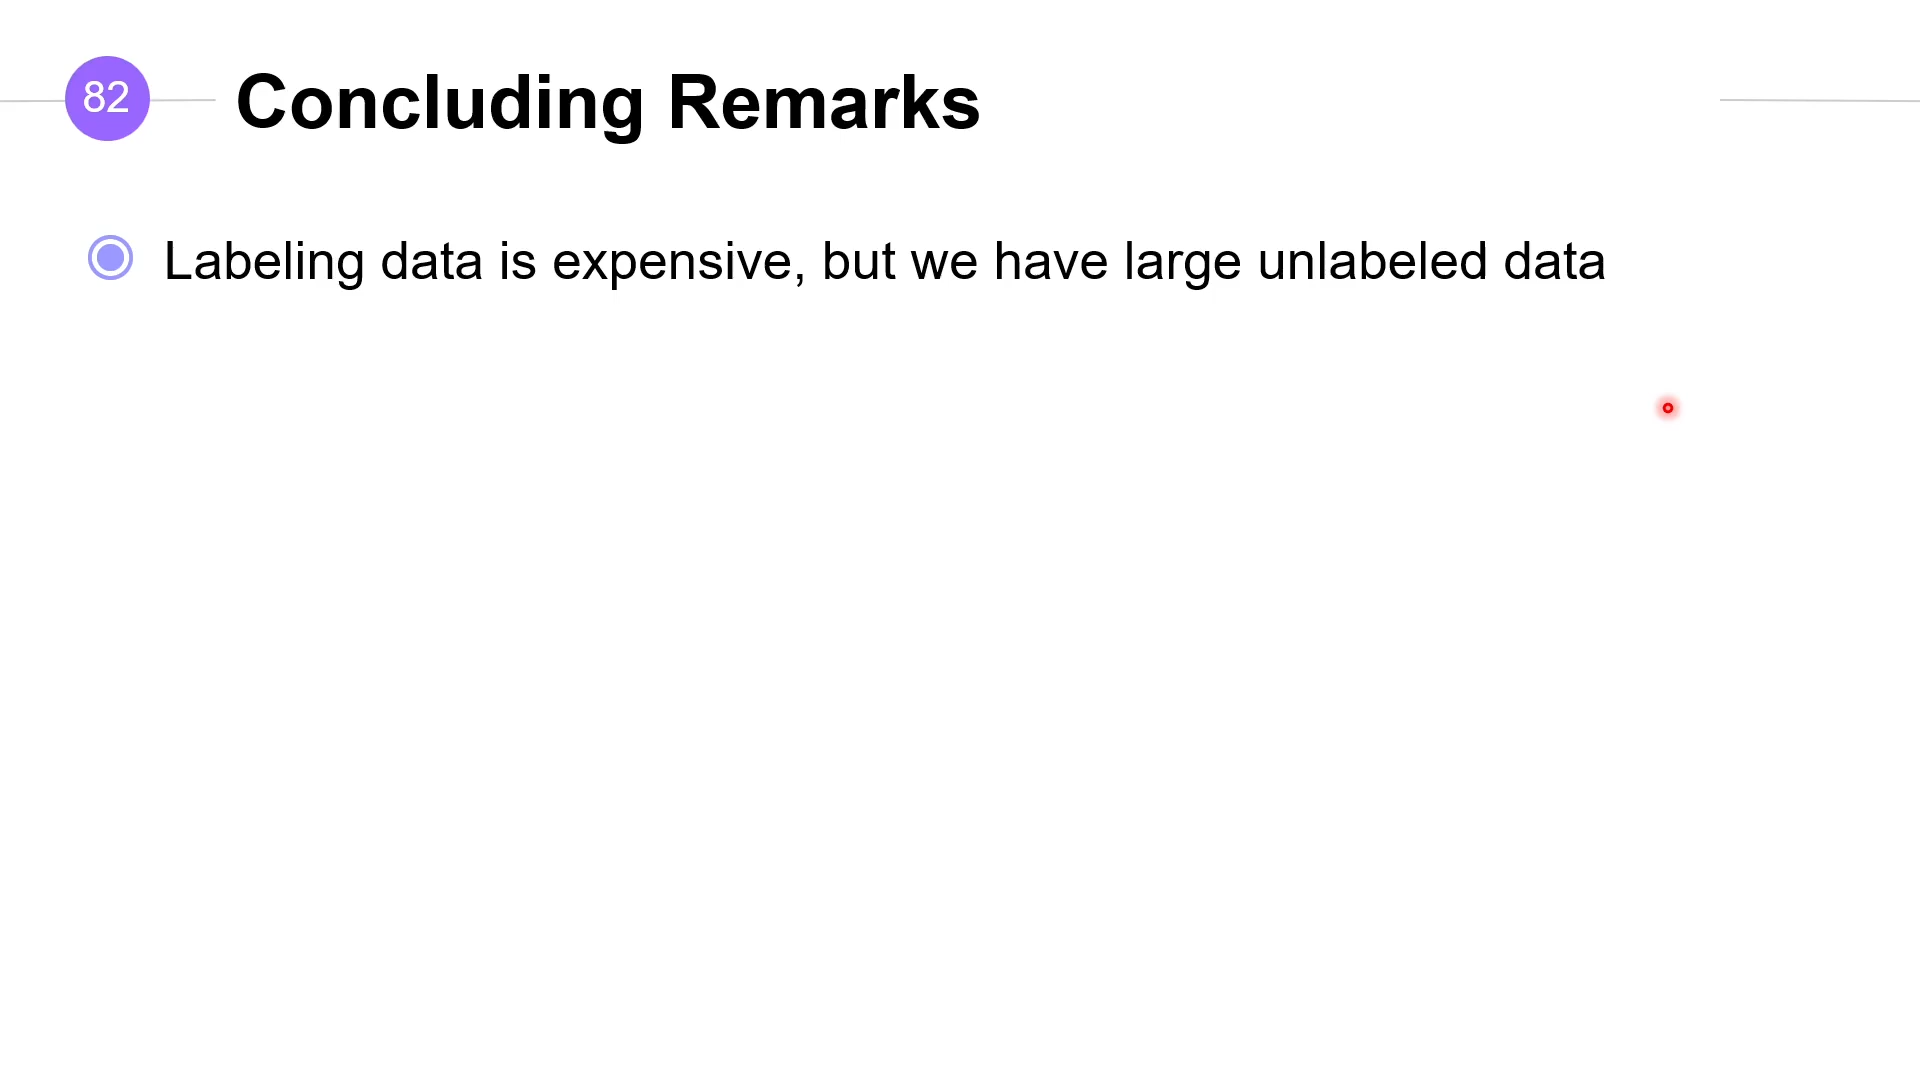 82
Concluding Remarks
Labeling data is expensive, but we have large unlabeled data